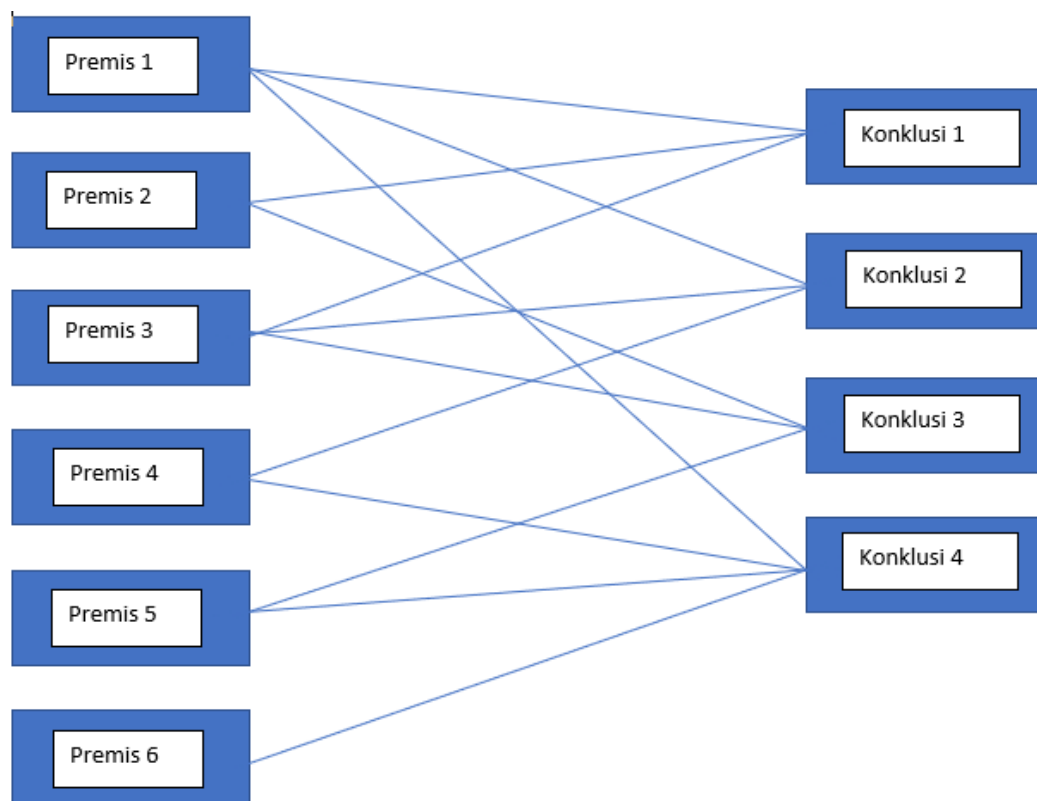 Premis 1
Premis 2
Premis 3
Premis 4
Premis 5
Premis 6
Konklusi 1
Konklusi 2
Konklusi 3
Konklusi 4